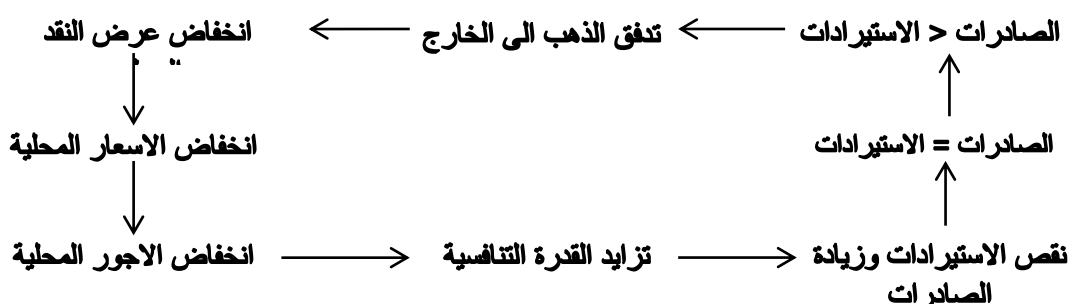 الصادرات < الاستيرادات
تدفق الذهب الى الخارج
انخفاض عرض النقد
انخفاض الاسعار المحلية
انخفاض الاجور المحلية
تزايد القدرة التنافسية
نقص الاستيرادات وزيادة
الصادرات
الصادرات = الاستيرادات